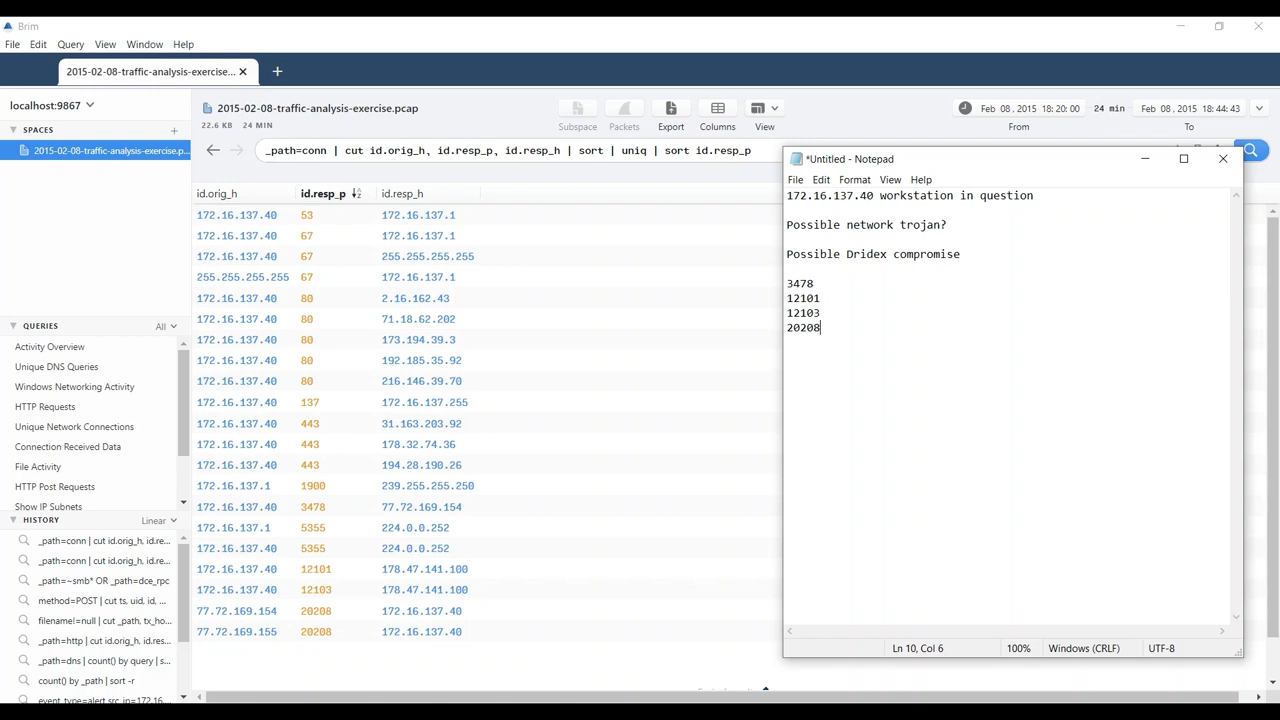 Brim
File Edit Query View Window Help
2015-02-08-traffic-analysis-exercise...
localhost:9867
2015-02-08-traffic-analysis-exercise.pcap
22.6 KB 24 MIN
Subspace Packets Export Columns View
Feb 08 , 2015 18:20:00 24 min Feb 08 , 2015 18:44:43
From To
SPACES
2015-02-08-traffic-analysis-exercise.p...
_path=conn | cut id.orig_h, id.resp_p, id.resp_h | sort | uniq | sort id.resp_p
id.orig_h id.resp_p id.resp_h
172.16.137.40 53 172.16.137.1
172.16.137.40 67 172.16.137.1
172.16.137.40 67 255.255.255.255
255.255.255.255 67 172.16.137.1
172.16.137.40 80 2.16.162.43
172.16.137.40 80 71.18.62.202
172.16.137.40 80 173.194.39.3
172.16.137.40 80 192.185.35.92
172.16.137.40 80 216.146.39.70
172.16.137.40 137 172.16.137.255
172.16.137.40 443 31.163.203.92
172.16.137.40 443 178.32.74.36
172.16.137.40 443 194.28.190.26
172.16.137.1 1900 239.255.255.250
172.16.137.40 3478 77.72.169.154
172.16.137.1 5355 224.0.0.252
172.16.137.40 5355 224.0.0.252
172.16.137.40 12101 178.47.141.100
172.16.137.40 12103 178.47.141.100
77.72.169.154 20208 172.16.137.40
77.72.169.155 20208 172.16.137.40
QUERIES All
Activity Overview
Unique DNS Queries
Windows Networking Activity
HTTP Requests
Unique Network Connections
Connection Received Data
File Activity
HTTP Post Requests
Show IP Subnets
HISTORY Linear
_path=conn | cut id.orig_h, id.re...
_path=conn | cut id.orig_h, id.re...
_path=~smb* OR _path=dce_rpc
method=POST | cut ts, uid, id, ...
filename!=null | cut _path, tx_ho...
_path=http | cut id.orig_h, id.res...
_path=dns | count() by query | s...
count() by _path | sort -r
event_type=alert src_ip=172.16....
*Untitled - Notepad
File Edit Format View Help
172.16.137.40 workstation in question
Possible network trojan?
Possible Dridex compromise
3478
12101
12103
20208
Ln 10, Col 6 100% Windows (CRLF) UTF-8